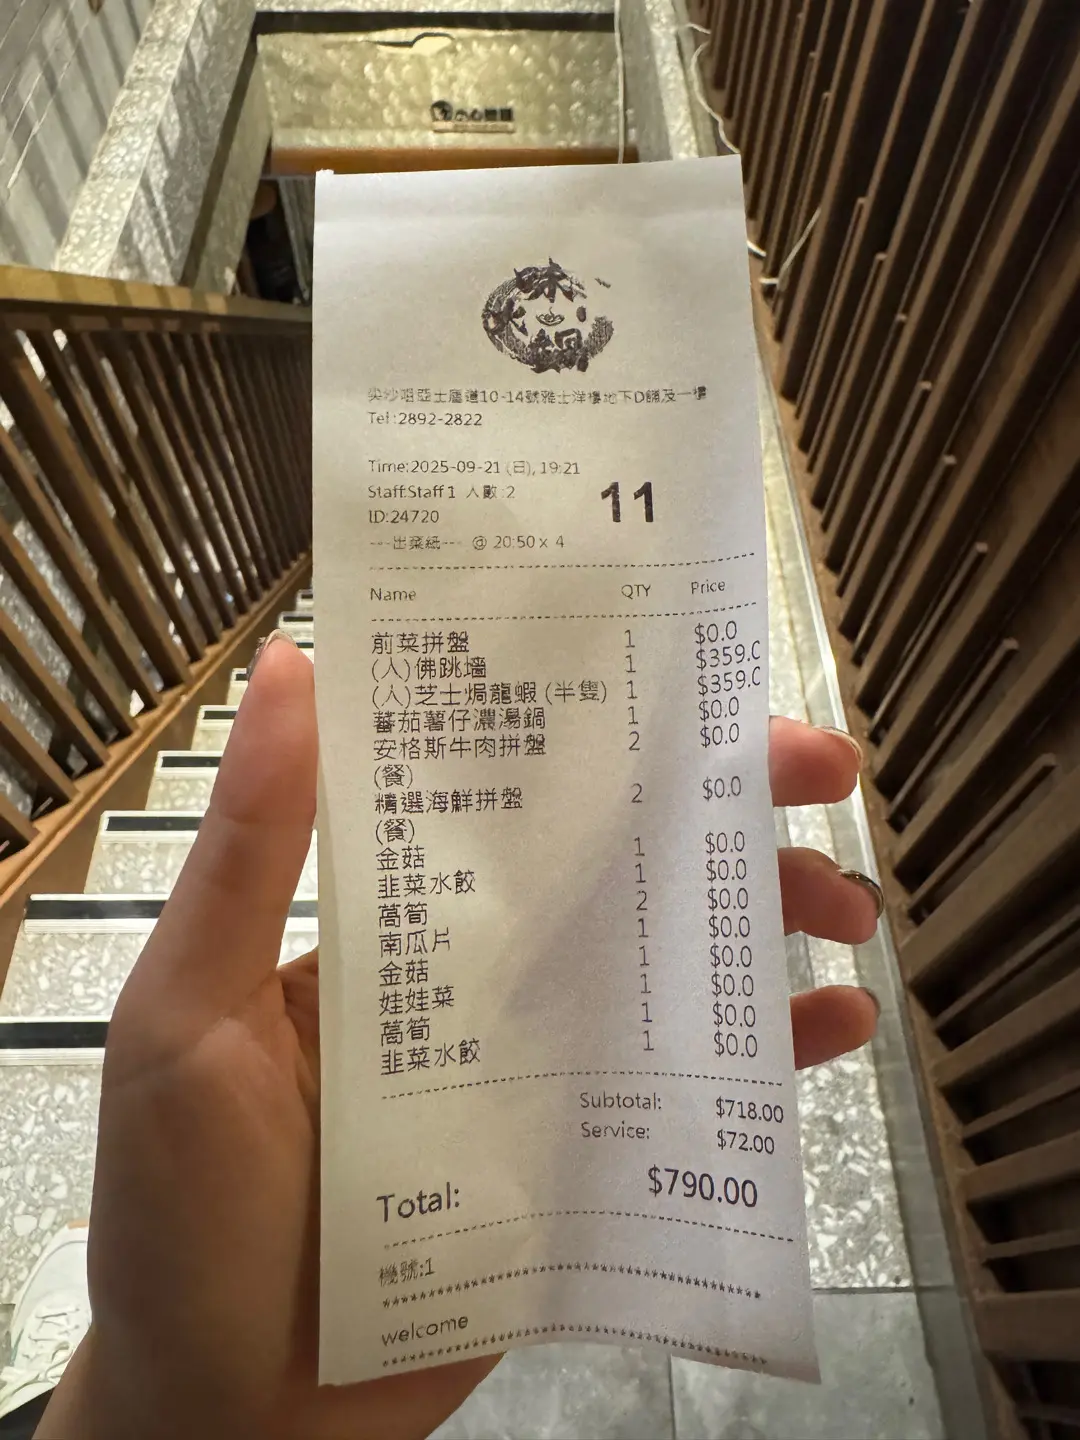 小心地滑
味
火鍋
尖沙咀亞士厘道10-14號雅士洋樓地下D舖及一樓
Tel:2892-2822
Time:2025-09-21 (日), 19:21
Staff:Staff 1 人數:2
11
ID:24720
---出菜紙--- @ 20:50 x 4
Name QTY Price
前菜拼盤 1 $0.0
(人)佛跳墻 1 $359.0
(人)芝士焗龍蝦 (半隻) 1 $359.0
蕃茄薯仔濃湯鍋 1 $0.0
安格斯牛肉拼盤 2 $0.0
(餐)
精選海鮮拼盤 2 $0.0
(餐)
金菇 1 $0.0
韭菜水餃 1 $0.0
萵筍 2 $0.0
南瓜片 1 $0.0
金菇 1 $0.0
娃娃菜 1 $0.0
萵筍 1 $0.0
韭菜水餃 1 $0.0
Subtotal: $718.00
Service: $72.00
Total: $790.00
機號:1
welcome